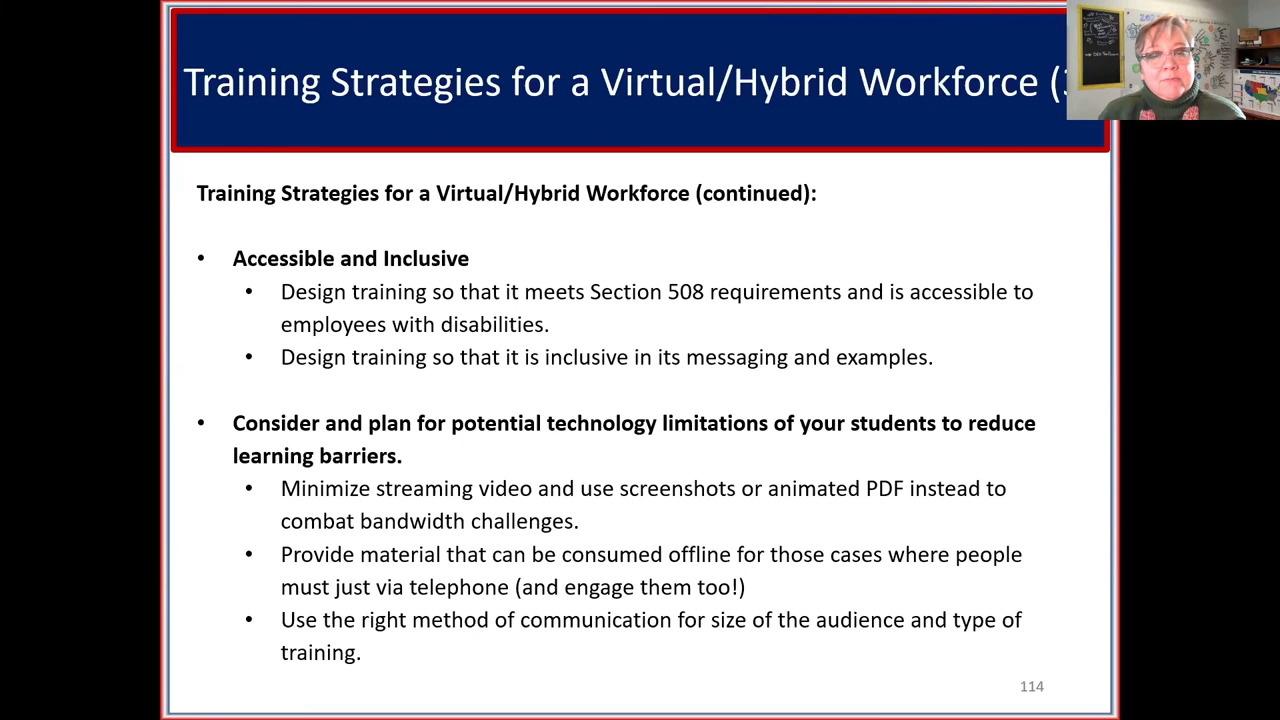 Training Strategies for a Virtual/Hybrid Workforce (
Training Strategies for a Virtual/Hybrid Workforce (continued):
• Accessible and Inclusive
• Design training so that it meets Section 508 requirements and is accessible to
employees with disabilities.
• Design training so that it is inclusive in its messaging and examples.
• Consider and plan for potential technology limitations of your students to reduce
learning barriers.
• Minimize streaming video and use screenshots or animated PDF instead to
combat bandwidth challenges.
• Provide material that can be consumed offline for those cases where people
must just via telephone (and engage them too!)
• Use the right method of communication for size of the audience and type of
training.
114